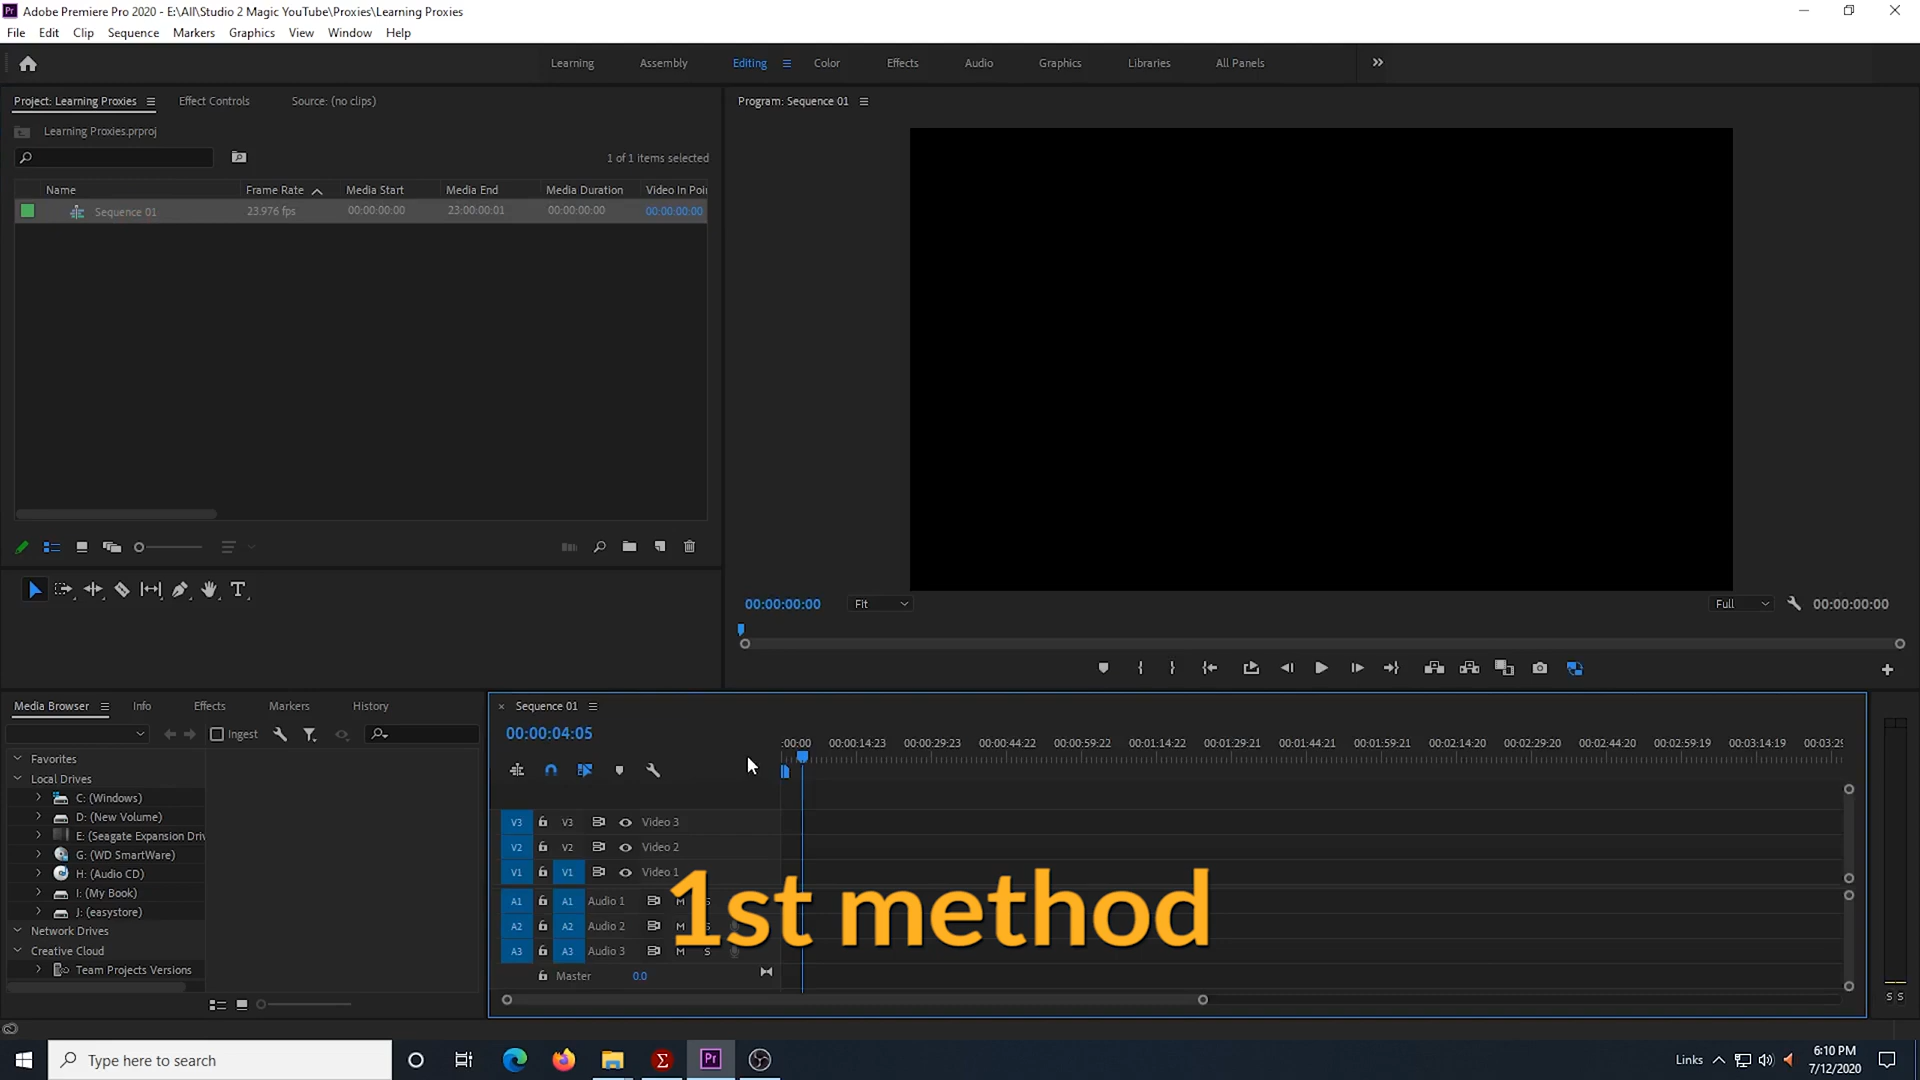 Adobe Premiere Pro 2020 - E:\All\Studio 2 Magic YouTube\Proxies\Learning Proxies
File Edit Clip Sequence Markers Graphics View Window Help
Learning Assembly Editing Color Effects Audio Graphics Libraries All Panels
Project: Learning Proxies Effect Controls Source: (no clips)
Program: Sequence 01
Learning Proxies.prproj
1 of 1 items selected
Name Frame Rate Media Start Media End Media Duration Video In Poi
Sequence 01 23.976 fps 00:00:00:00 23:00:00:01 00:00:00:00 00:00:00:00
00:00:00:00 Fit Full 00:00:00:00
Media Browser Info Effects Markers History
Ingest
Favorites
Local Drives
C: (Windows)
D: (New Volume)
E: (Seagate Expansion Driv
G: (WD SmartWare)
H: (Audio CD)
I: (My Book)
J: (easystore)
Network Drives
Creative Cloud
Team Projects Versions
Sequence 01
00:00:04:05
:00:00 00:00:14:23 00:00:29:23 00:00:44:22 00:00:59:22 00:01:14:22 00:01:29:21 00:01:44:21 00:01:59:21 00:02:14:20 00:02:29:20 00:02:44:20 00:02:59:19 00:03:14:19 00:03:29
V3 V3 Video 3
V2 V2 Video 2
V1 V1 Video 1
A1 A1 Audio 1 M S
A2 A2 Audio 2 M
A3 A3 Audio 3 M S
Master 0.0
1st method
S S
Type here to search
Pr
Links
6:10 PM
7/12/2020